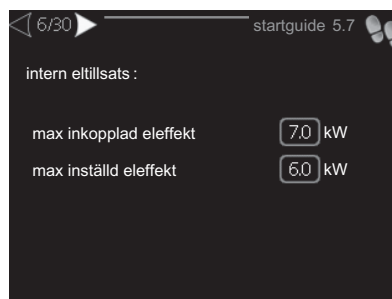 6/30 startguide 5.7
intern eltillsats :
max inkopplad eleffekt 7.0 kW
max inställd eleffekt 6.0 kW